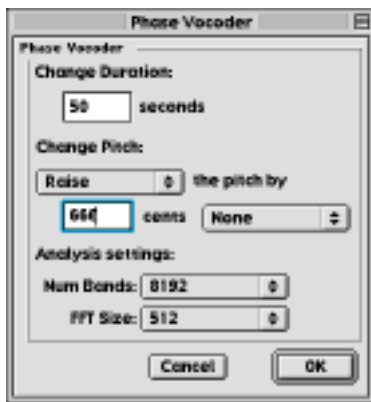 Phase Vocoder
Phase Vocoder
Change Duration:
50 seconds
Change Pitch:
Raise the pitch by
666 cents None
Analysis settings:
Num Bands: 8192
FFT Size: 512
Cancel OK